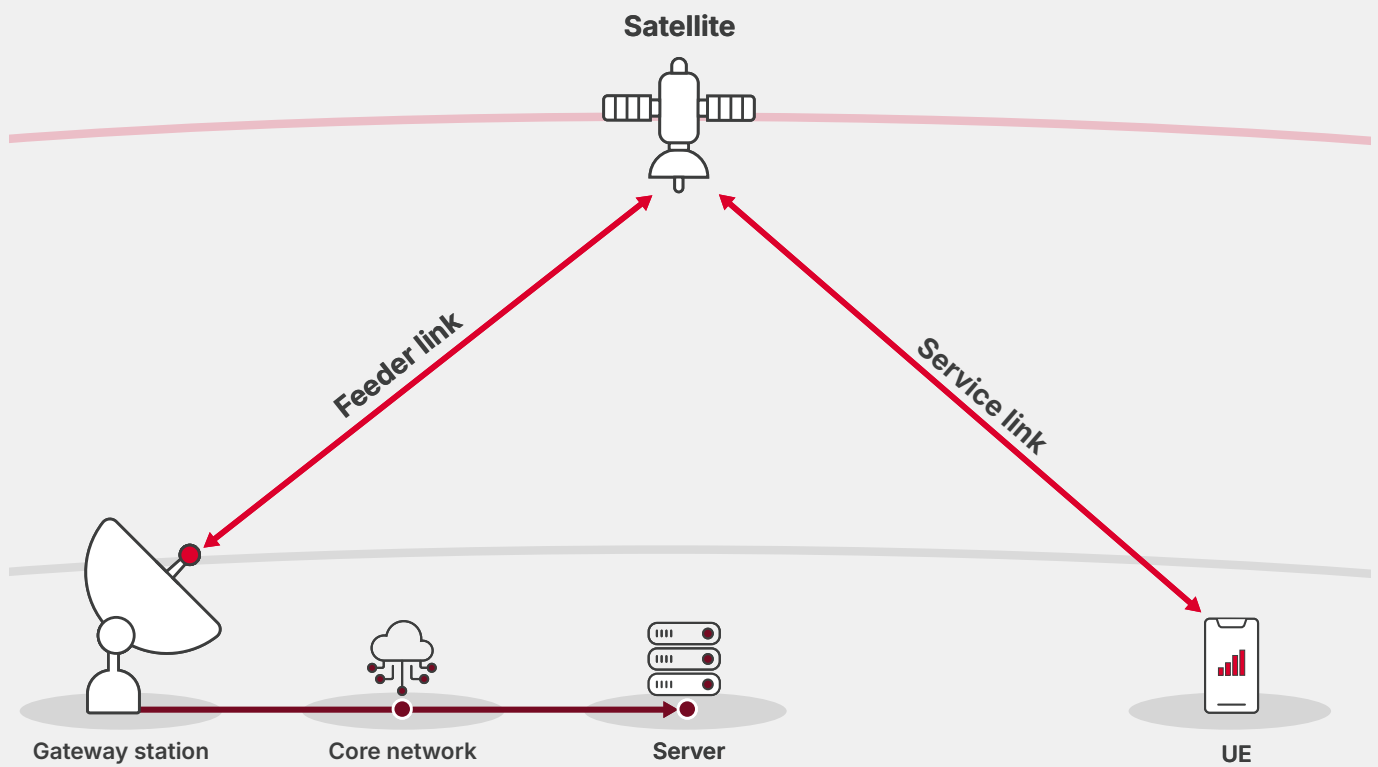 Satellite
Feeder link
Service link
Gateway station
Core network
Server
UE